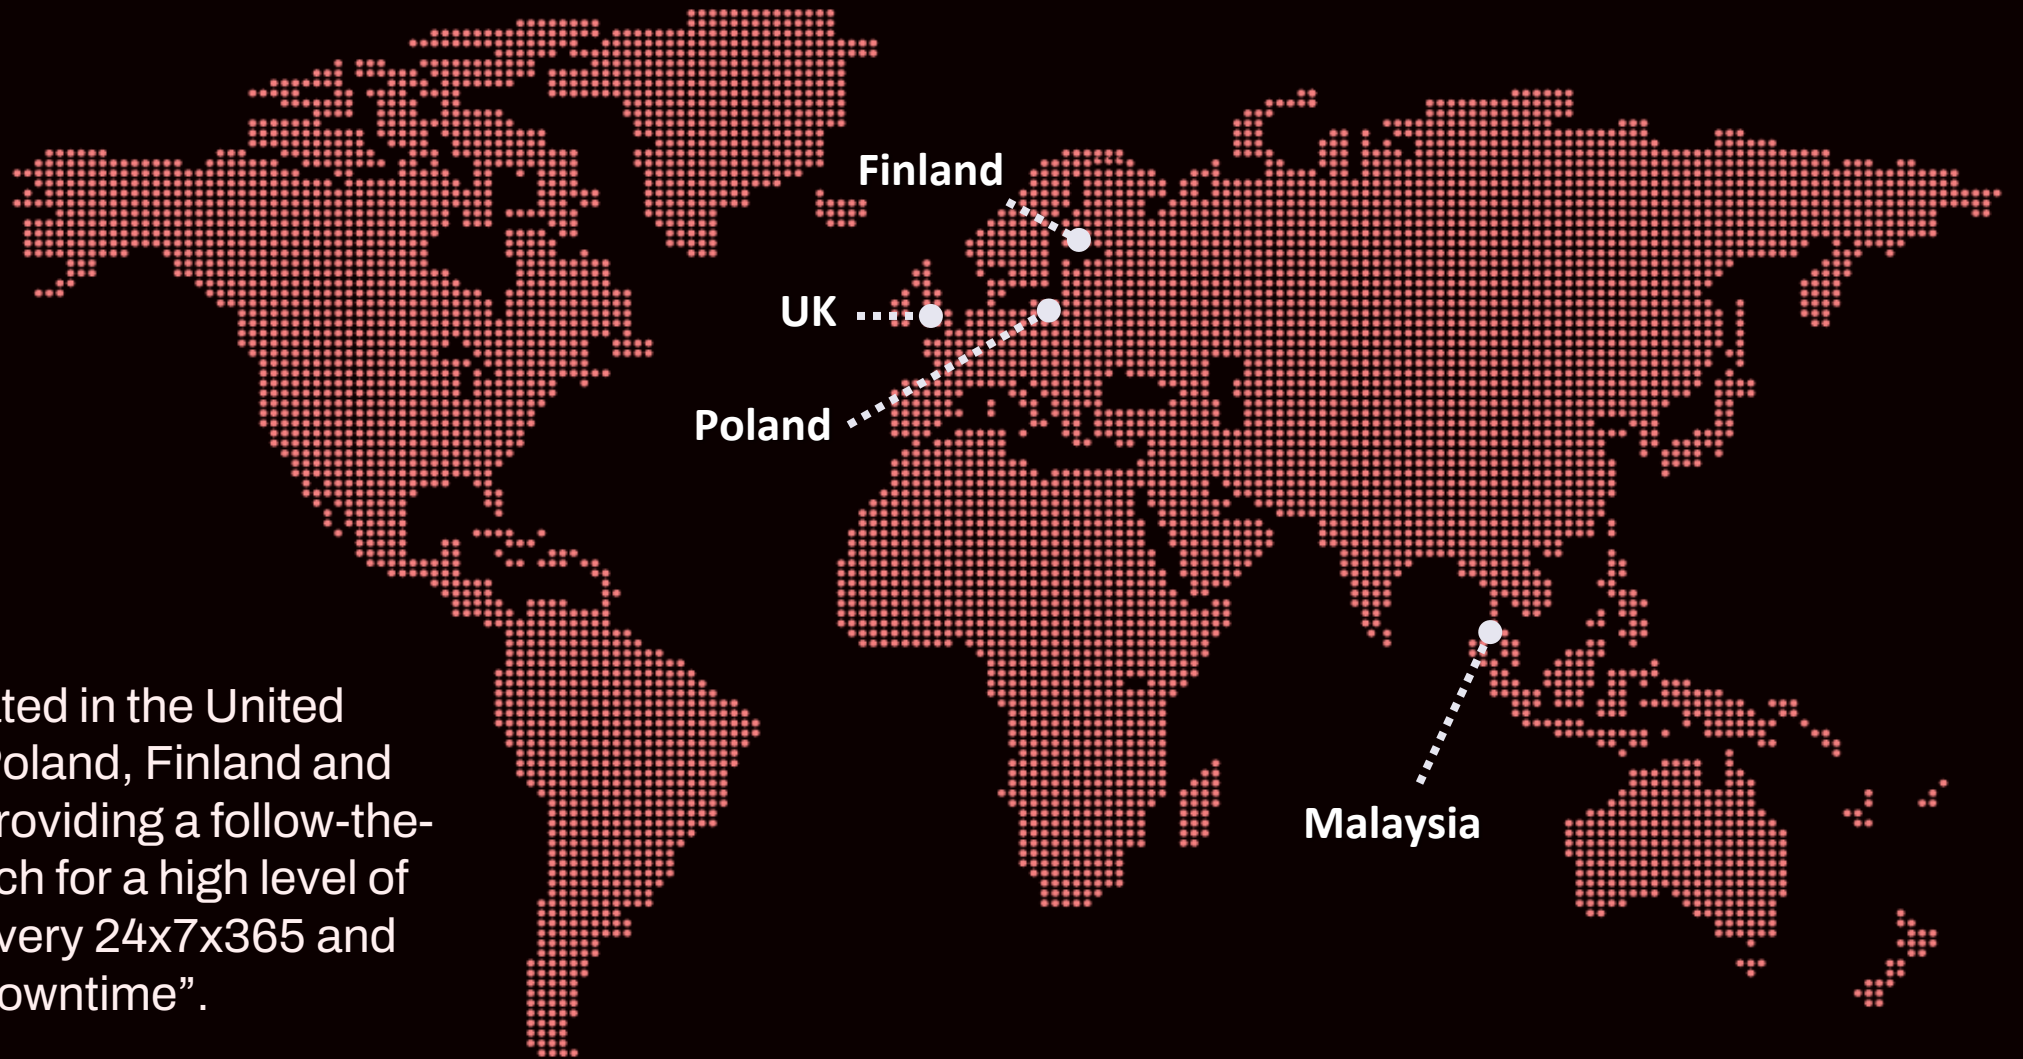 Finland
UK
Poland
Malaysia
ted in the United
Poland, Finland and
roviding a follow-the-
ch for a high level of
very 24x7x365 and
owntime”.